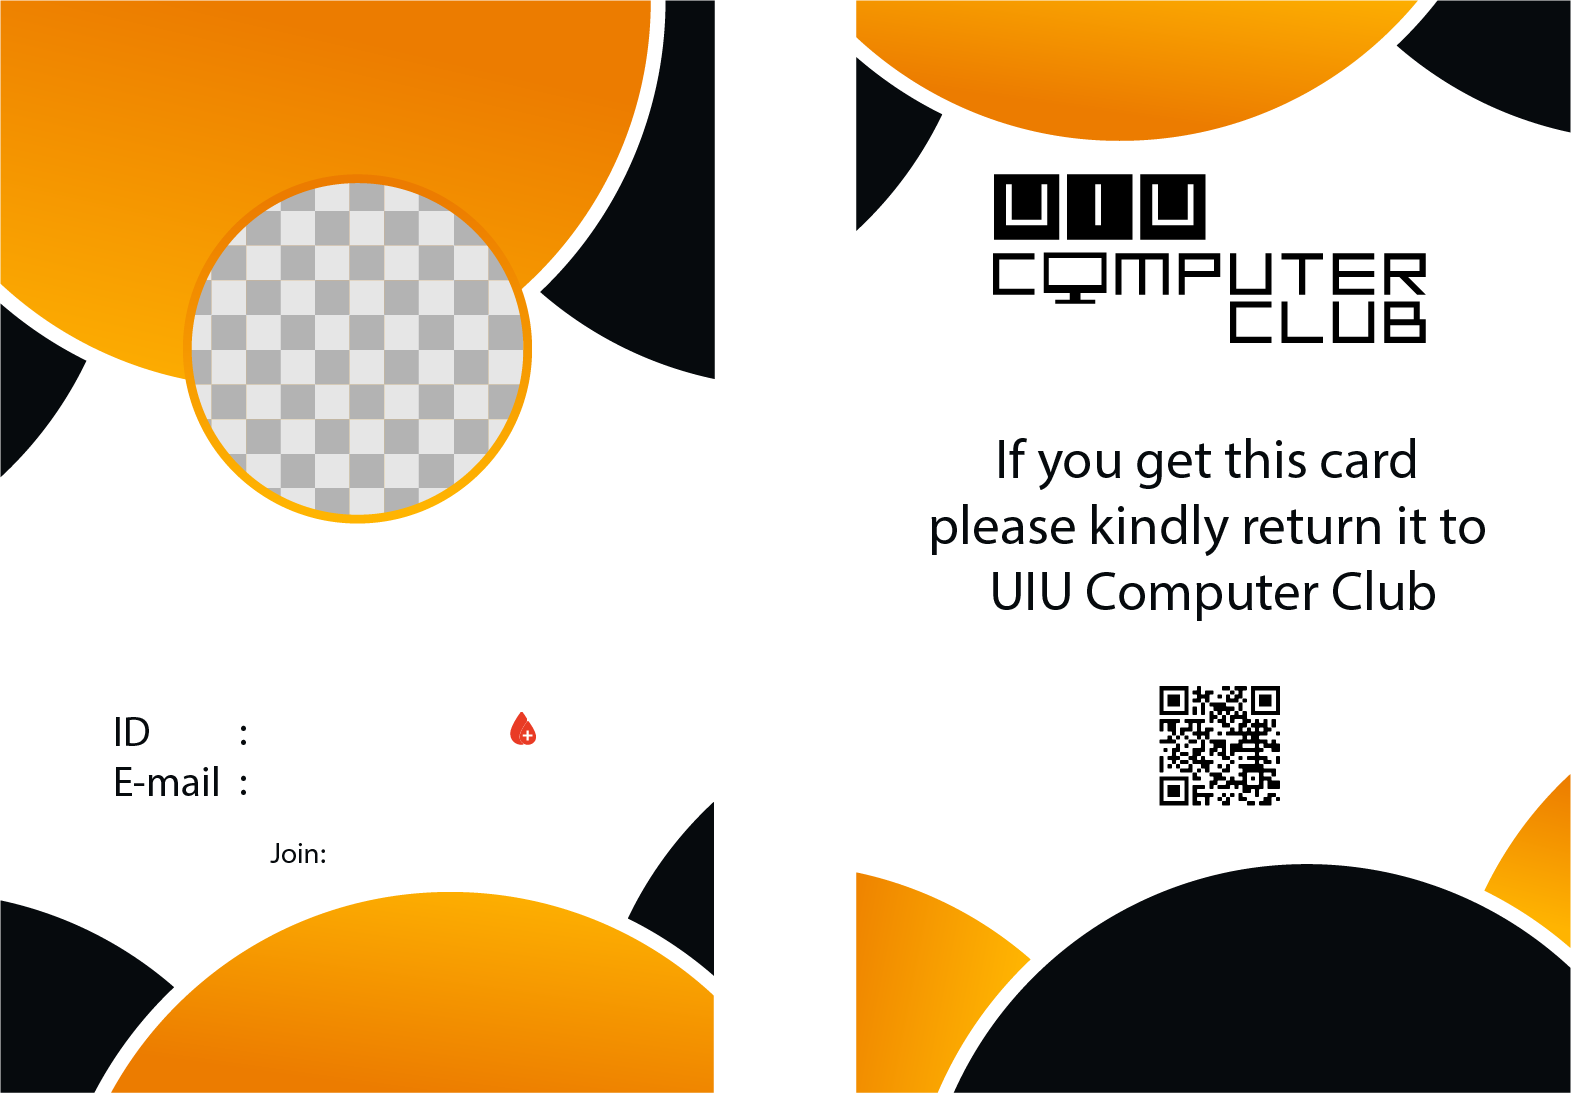 ID :
E-mail :
Join:
UIU
COMPUTER
CLUB
If you get this card
please kindly return it to
UIU Computer Club